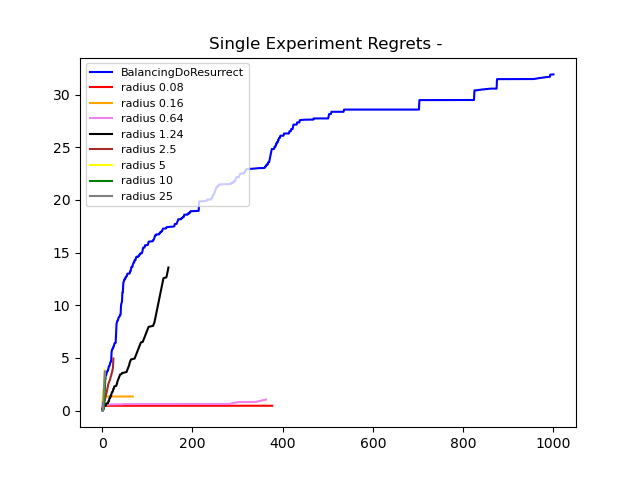 Single Experiment Regrets -
BalancingDoResurrect
radius 0.08
radius 0.16
radius 0.64
radius 1.24
radius 2.5
radius 5
radius 10
radius 25
30
25
20
15
10
5
0
0 200 400 600 800 1000